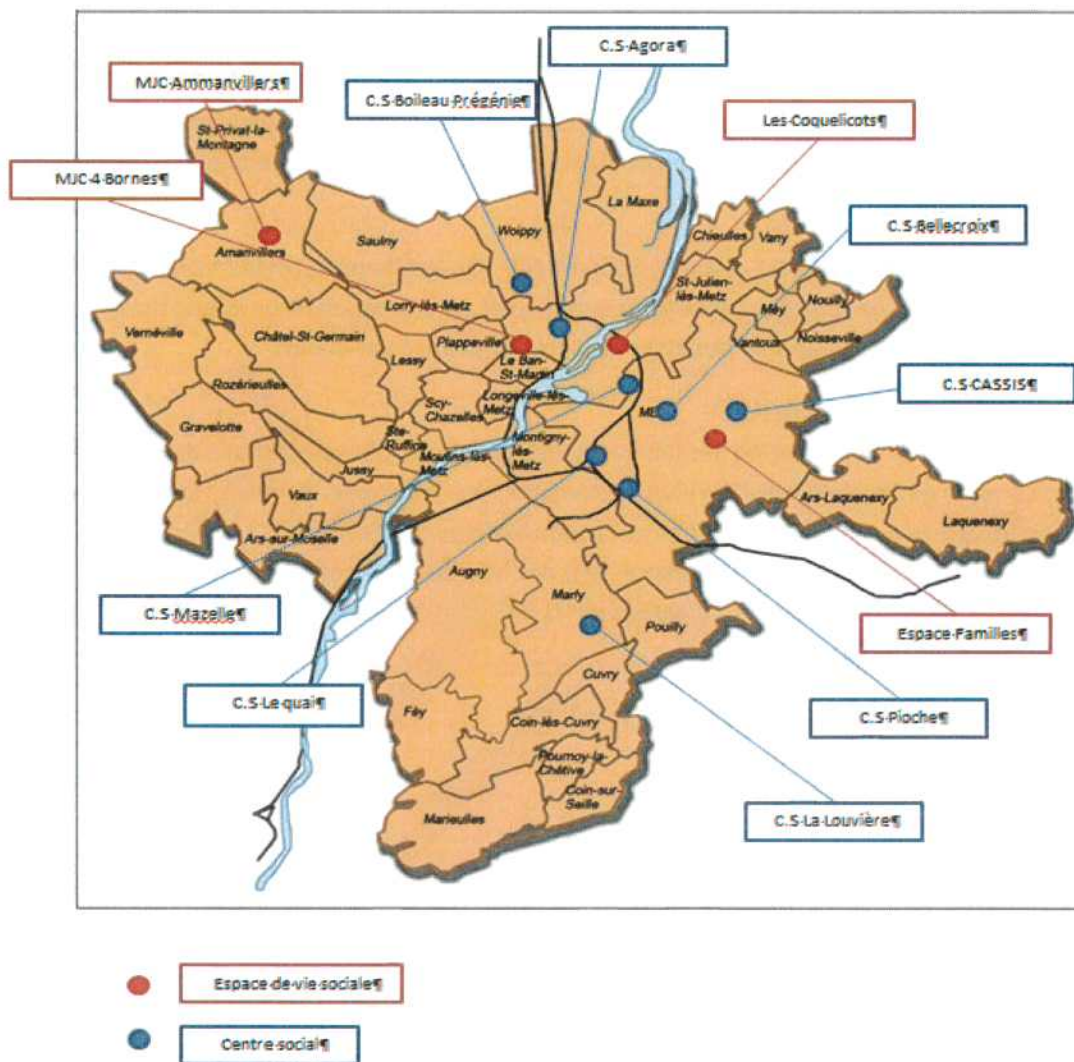 C.S·Agora¶
MJC·Ammanvillers¶
C.S·Boileau·Prégénie¶
Les·Coquelicots¶
St-Privat-la-
Montagne
MJC·4·Bornes¶
La Maxe
C.S·Bellecroix¶
Woippy
Saulny
Amanvillers
Chieulles
Vany
St-Julien-
lès-Metz
Lorry-lès-Metz
Méy
Nouilly
Vernéville
Châtel-St-Germain
Plappeville
Vantoux
Noisseville
Lessy
Le Ban-
St-Martin
Rozérieulles
Longeville-lès-
Metz
C.S·CASSIS¶
Scy-
Chazelles
ME
Gravelotte
Ste-
Ruffine
Moulins-lès-
Metz
Montigny-
lès-
Metz
Jussy
Vaux
Ars-Laquenexy
Laquenexy
Ars-sur-Moselle
Augny
C.S·Mazelle¶
Marly
Pouilly
Espace·Familles¶
Cuvry
C.S·Le·quai¶
Féy
Coin-lès-Cuvry
C.S·Pioche¶
Pournoy-la-
Chétive
Coin-sur-
Seille
Marieulles
C.S·La·Louvière¶
Espace·de·vie·sociale¶
Centre·social¶